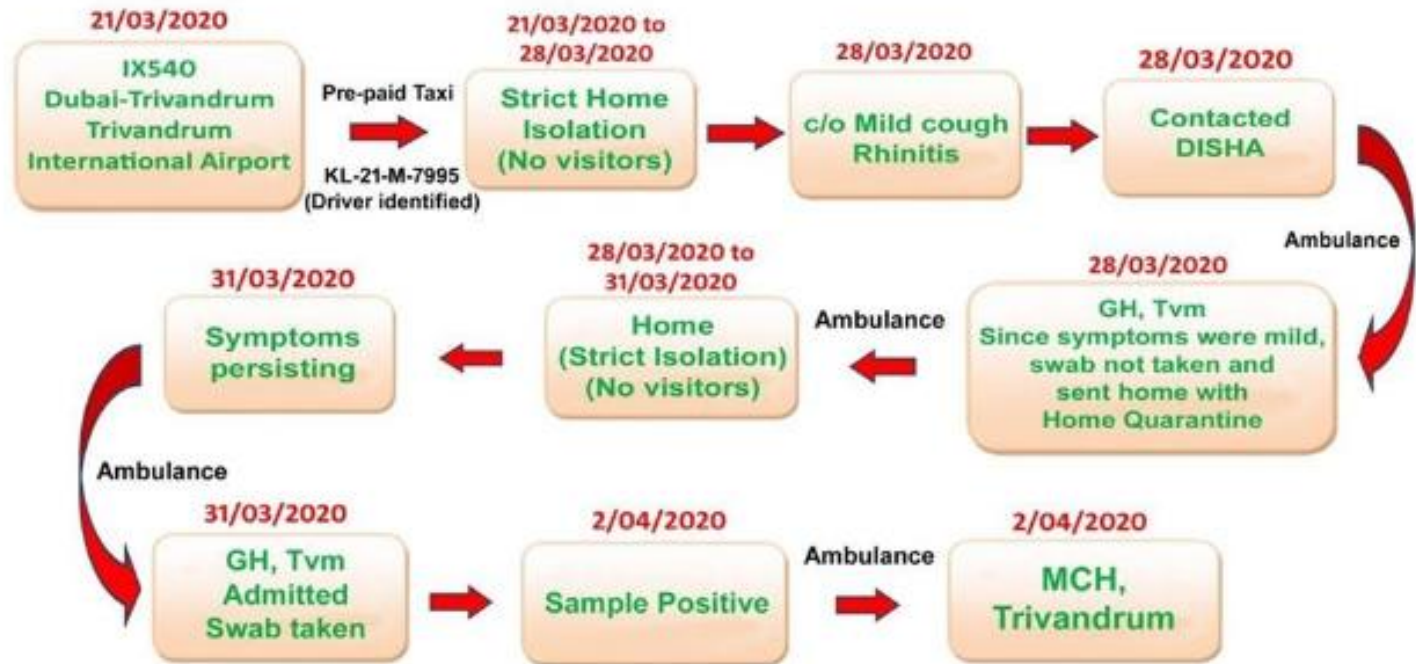 21/03/2020
IX540
Dubai-Trivandrum
Trivandrum
International Airport
Pre-paid Taxi
KL-21-M-7995
(Driver identified)
21/03/2020 to
28/03/2020
Strict Home
Isolation
(No visitors)
28/03/2020
c/o Mild cough
Rhinitis
28/03/2020
Contacted
DISHA
Ambulance
28/03/2020
GH, Tvm
Since symptoms were mild,
swab not taken and
sent home with
Home Quarantine
Ambulance
28/03/2020 to
31/03/2020
Home
(Strict Isolation)
(No visitors)
31/03/2020
Symptoms
persisting
Ambulance
31/03/2020
GH, Tvm
Admitted
Swab taken
2/04/2020
Sample Positive
Ambulance
2/04/2020
MCH,
Trivandrum